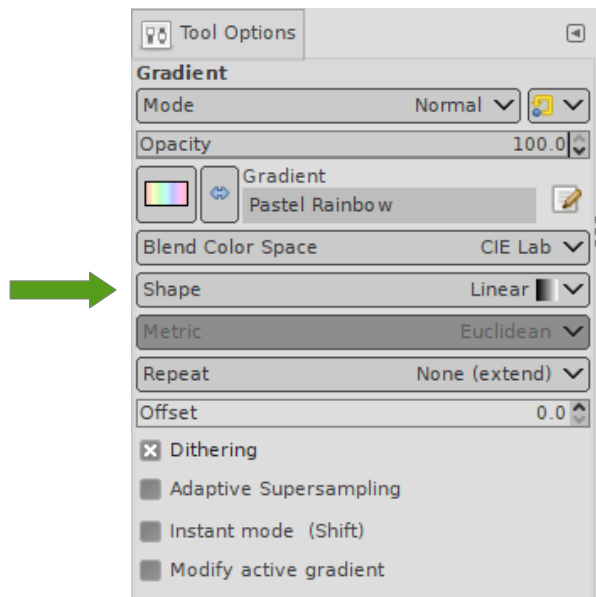 Tool Options
Gradient
Mode Normal
Opacity 100.0
Gradient
Pastel Rainbow
Blend Color Space CIE Lab
Shape Linear
Metric Euclidean
Repeat None (extend)
Offset 0.0
Dithering
Adaptive Supersampling
Instant mode (Shift)
Modify active gradient